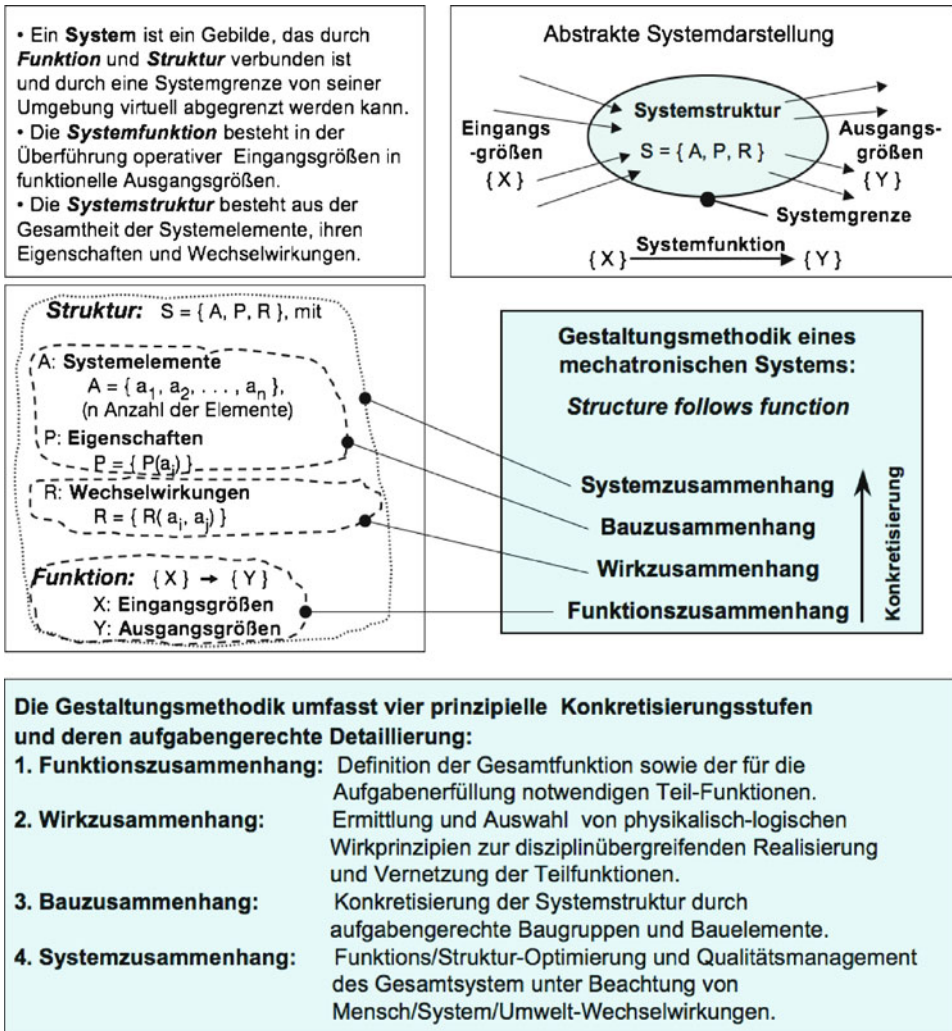 • Ein System ist ein Gebilde, das durch
Funktion und Struktur verbunden ist
und durch eine Systemgrenze von seiner
Umgebung virtuell abgegrenzt werden kann.
• Die Systemfunktion besteht in der
Überführung operativer Eingangsgrößen in
funktionelle Ausgangsgrößen.
• Die Systemstruktur besteht aus der
Gesamtheit der Systemelemente, ihren
Eigenschaften und Wechselwirkungen.
Abstrakte Systemdarstellung
Systemstruktur
S = { A, P, R }
Eingangs
-größen
{ X }
Ausgangs-
größen
{ Y }
Systemgrenze
Systemfunktion
{ X } → { Y }
Struktur: S = { A, P, R }, mit
A: Systemelemente
A = { a1, a2, . . . , an },
(n Anzahl der Elemente)
P: Eigenschaften
P = { P(ai) }
R: Wechselwirkungen
R = { R( ai, aj) }
Funktion: { X } → { Y }
X: Eingangsgrößen
Y: Ausgangsgrößen
Gestaltungsmethodik eines
mechatronischen Systems:
Structure follows function
Systemzusammenhang
Bauzusammenhang
Wirkzusammenhang
Funktionszusammenhang
Konkretisierung
Die Gestaltungsmethodik umfasst vier prinzipielle Konkretisierungsstufen
und deren aufgabengerechte Detaillierung:
1. Funktionszusammenhang: Definition der Gesamtfunktion sowie der für die
Aufgabenerfüllung notwendigen Teil-Funktionen.
2. Wirkzusammenhang: Ermittlung und Auswahl von physikalisch-logischen
Wirkprinzipien zur disziplinübergreifenden Realisierung
und Vernetzung der Teilfunktionen.
3. Bauzusammenhang: Konkretisierung der Systemstruktur durch
aufgabengerechte Baugruppen und Bauelemente.
4. Systemzusammenhang: Funktions/Struktur-Optimierung und Qualitätsmanagement
des Gesamtsystem unter Beachtung von
Mensch/System/Umwelt-Wechselwirkungen.